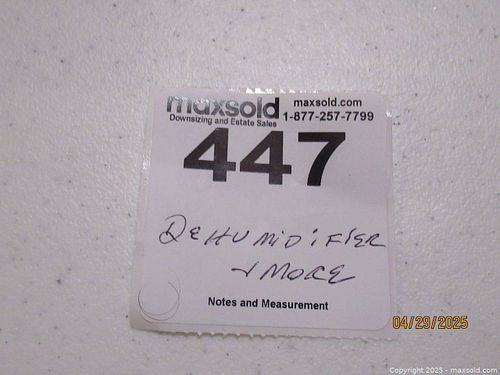 maxsold
maxsold.com
Downsizing and Estate Sales
1-877-257-7799
447
DEHUMIDIFIER
+ MORE
Notes and Measurement
04/29/2025
Copyright 2025 - maxsold.com